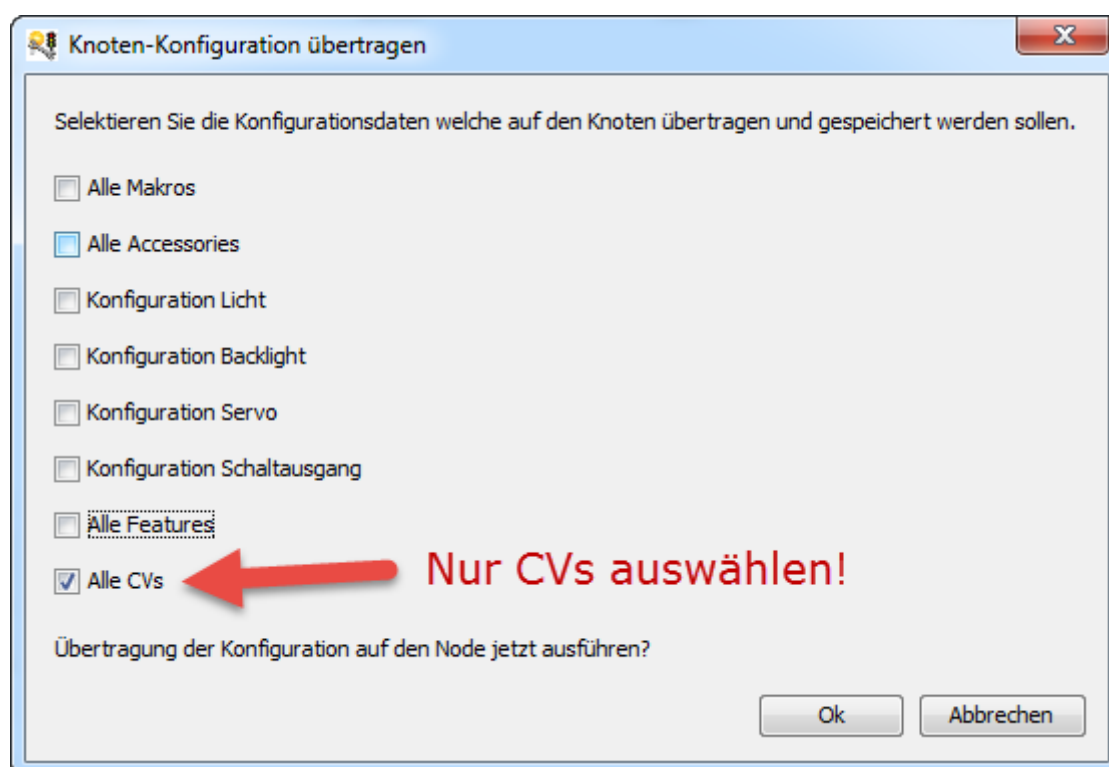 Knoten-Konfiguration übertragen
Selektieren Sie die Konfigurationsdaten welche auf den Knoten übertragen und gespeichert werden sollen.
Alle Makros
Alle Accessories
Konfiguration Licht
Konfiguration Backlight
Konfiguration Servo
Konfiguration Schaltausgang
Alle Features
Alle CVs
Nur CVs auswählen!
Übertragung der Konfiguration auf den Node jetzt ausführen?
Ok
Abbrechen